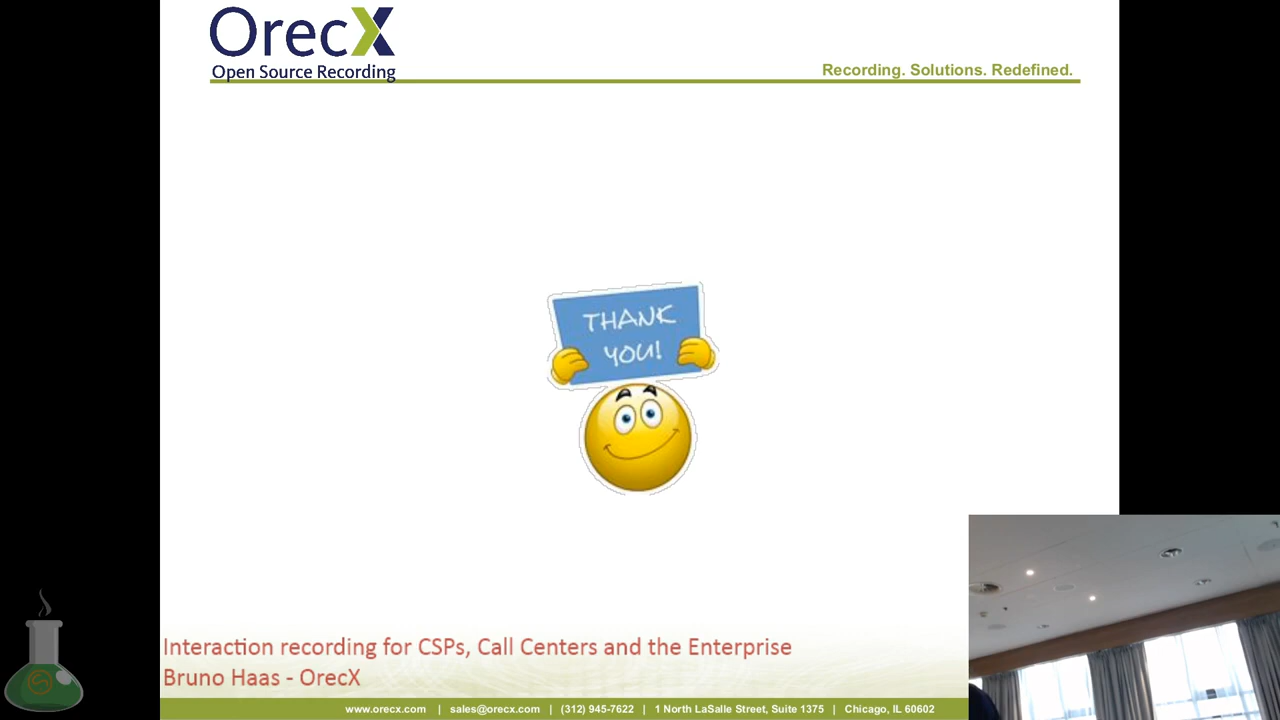 OrecX
Open Source Recording
Recording. Solutions. Redefined.
THANK
YOU!
Interaction recording for CSPs, Call Centers and the Enterprise
Bruno Haas - OrecX
www.orecx.com | sales@orecx.com | (312) 945-7622 | 1 North LaSalle Street, Suite 1375 | Chicago, IL 60602